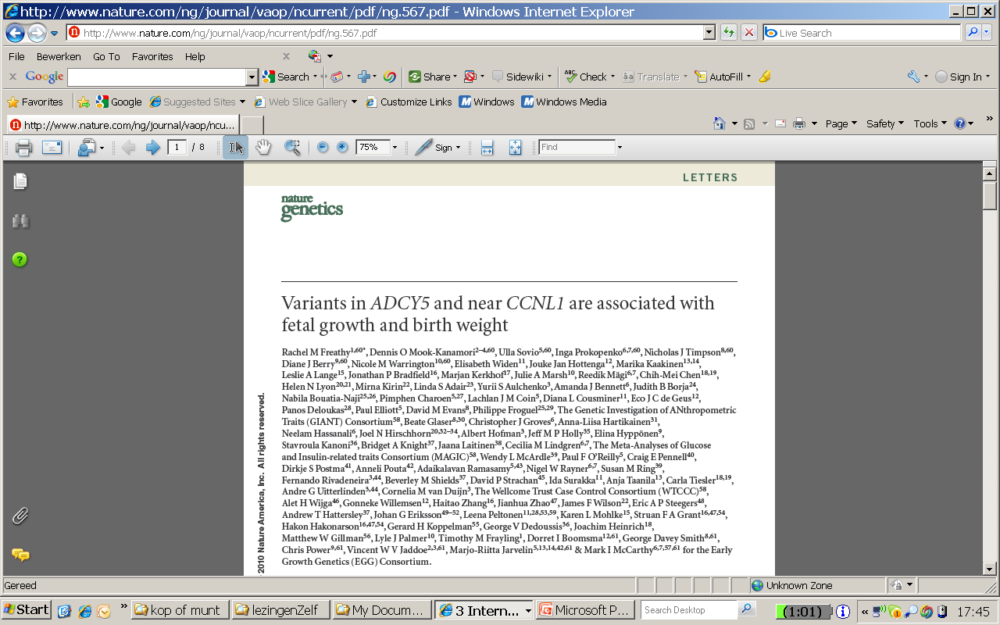 http://www.nature.com/ng/journal/vaop/ncurrent/pdf/ng.567.pdf - Windows Internet Explorer
http://www.nature.com/ng/journal/vaop/ncurrent/pdf/ng.567.pdf Live Search
File Bewerken Go To Favorites Help
Google Search Share Sidewiki Check Translate AutoFill Sign In
Favorites Google Suggested Sites Web Slice Gallery Customize Links Windows Windows Media
http://www.nature.com/ng/journal/vaop/ncu... Page Safety Tools
1 / 8 75% Sign Find
LETTERS
nature
genetics
Variants in ADCY5 and near CCNL1 are associated with
fetal growth and birth weight
Rachel M Freathy1,60*, Dennis O Mook-Kanamori2–4,60, Ulla Sovio5,60, Inga Prokopenko6,7,60, Nicholas J Timpson8,60,
Diane J Berry9,60, Nicole M Warrington10,60, Elisabeth Widen11, Jouke Jan Hottenga12, Marika Kaakinen13,14,
Leslie A Lange15, Jonathan P Bradfield16, Marjan Kerkhof17, Julie A Marsh10, Reedik Mägi6,7, Chih-Mei Chen18,19,
Helen N Lyon20,21, Mirna Kirin22, Linda S Adair23, Yurii S Aulchenko3, Amanda J Bennett6, Judith B Borja24,
Nabila Bouatia-Naji25,26, Pimphen Charoen5,27, Lachlan J M Coin5, Diana L Cousminer11, Eco J C de Geus12,
Panos Deloukas28, Paul Elliott5, David M Evans8, Philippe Froguel25,29, The Genetic Investigation of ANthropometric
Traits (GIANT) Consortium58, Beate Glaser8,30, Christopher J Groves6, Anna-Liisa Hartikainen31,
Neelam Hassanali6, Joel N Hirschhorn20,32–34, Albert Hofman3, Jeff M P Holly35, Elina Hyppönen9,
Stavroula Kanoni36, Bridget A Knight37, Jaana Laitinen38, Cecilia M Lindgren6,7, The Meta-Analyses of Glucose
and Insulin-related traits Consortium (MAGIC)58, Wendy L McArdle39, Paul F O'Reilly5, Craig E Pennell40,
Dirkje S Postma41, Anneli Pouta42, Adaikalavan Ramasamy5,43, Nigel W Rayner6,7, Susan M Ring39,
Fernando Rivadeneira3,44, Beverley M Shields37, David P Strachan45, Ida Surakka11, Anja Taanila13, Carla Tiesler18,19,
Andre G Uitterlinden3,44, Cornelia M van Duijn3, The Wellcome Trust Case Control Consortium (WTCCC)58,
Alet H Wijga46, Gonneke Willemsen12, Haitao Zhang16, Jianhua Zhao47, James F Wilson22, Eric A P Steegers48,
Andrew T Hattersley37, Johan G Eriksson49–52, Leena Peltonen11,28,53,59, Karen L Mohlke15, Struan F A Grant16,47,54,
Hakon Hakonarson16,47,54, Gerard H Koppelman55, George V Dedoussis36, Joachim Heinrich18,
Matthew W Gillman56, Lyle J Palmer10, Timothy M Frayling1, Dorret I Boomsma12,61, George Davey Smith8,61,
Chris Power9,61, Vincent W V Jaddoe2,3,61, Marjo-Riitta Jarvelin5,13,14,42,61 & Mark I McCarthy6,7,57,61 for the Early
Growth Genetics (EGG) Consortium.
2010 Nature America, Inc. All rights reserved.
Gereed Unknown Zone
Start kop of munt lezingenZelf My Docum... 3 Intern... Microsoft P... Search Desktop (1:01) 17:45